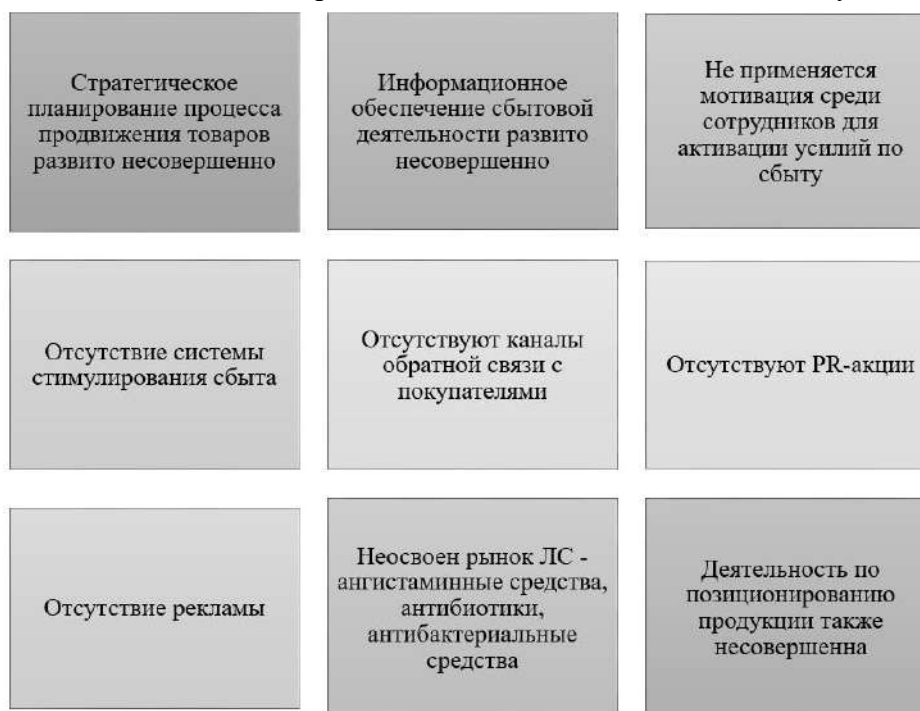 Стратегическое
планирование процесса
продвижения товаров
развито несовершенно
Информационное
обеспечение сбытовой
деятельности развито
несовершенно
Не применяется
мотивация среди
сотрудников для
активации усилий по
сбыту
Отсутствие системы
стимулирования сбыта
Отсутствуют каналы
обратной связи с
покупателями
Отсутствуют PR-акции
Отсутствие рекламы
Неосвоен рынок ЛС -
ангистаминные средства,
антибиотики,
антибактериальные
средства
Деятельность по
позиционированию
продукции также
несовершенна